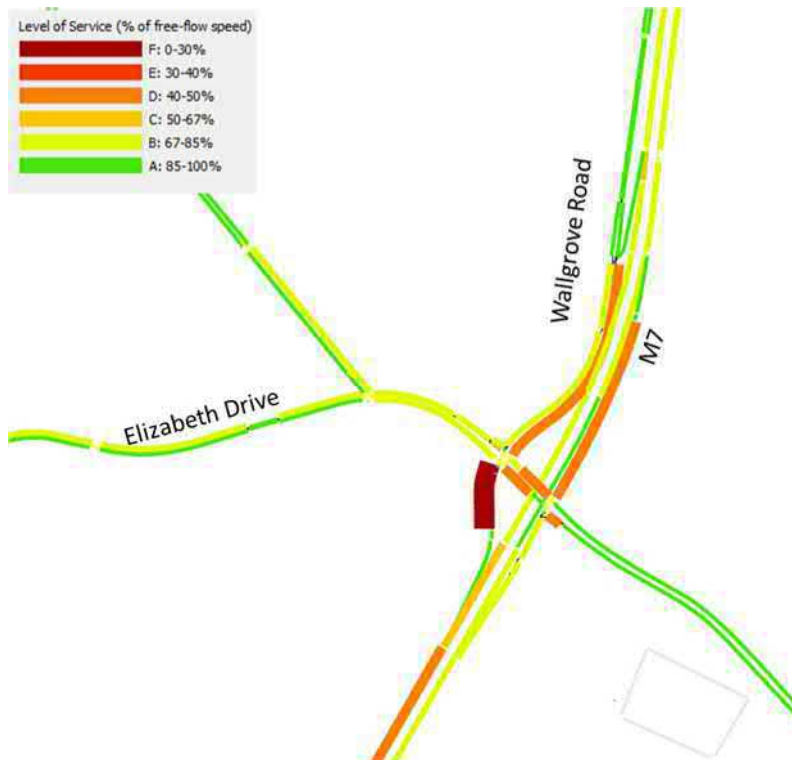 Level of Service (% of free-flow speed)
F: 0-30%
E: 30-40%
D: 40-50%
C: 50-67%
B: 67-85%
A: 85-100%
Wallgrove Road
M7
Elizabeth Drive